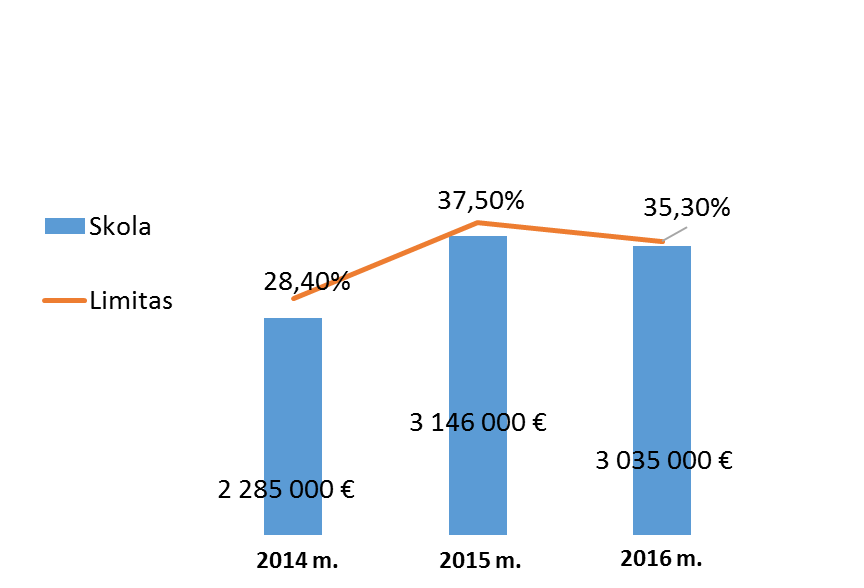 37,50%
35,30%
Skola
28,40%
Limitas
3 146 000 €
3 035 000 €
2 285 000 €
2014 m.
2015 m.
2016 m.